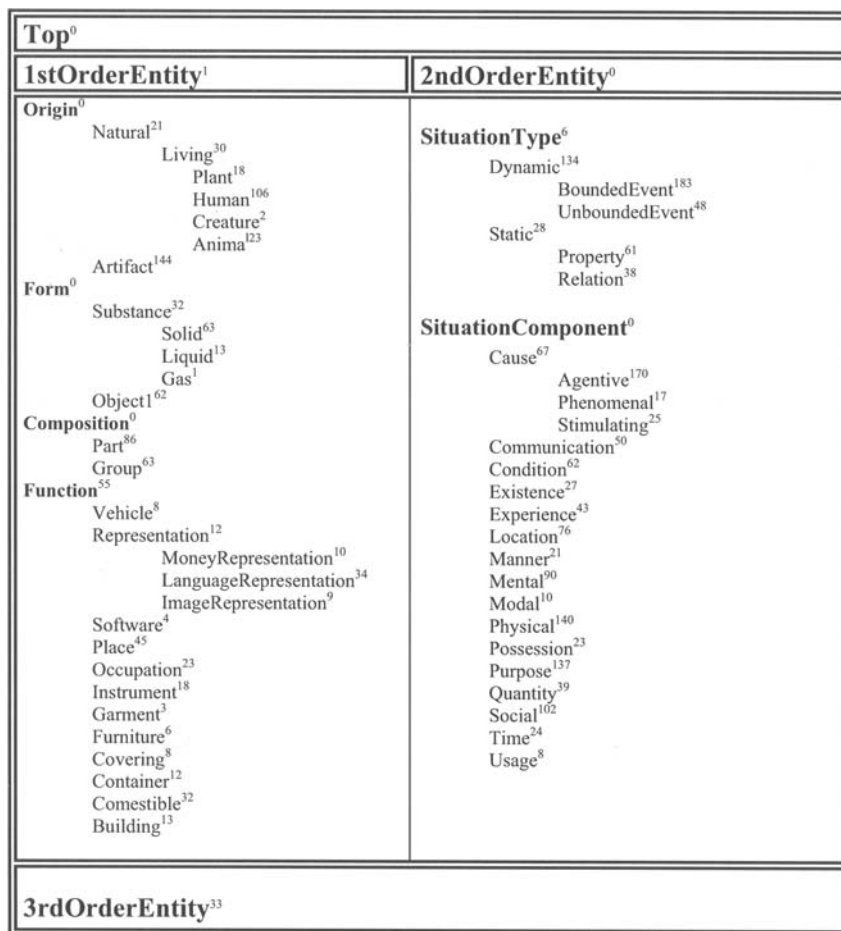 Top⁰
1stOrderEntity¹
2ndOrderEntity⁰
Origin⁰
Natural²¹
Living³⁰
Plant¹⁸
Human¹⁰⁶
Creature²
Anima¹²³
Artifact¹⁴⁴
Form⁰
Substance³²
Solid⁶³
Liquid¹³
Gas¹
Object1⁶²
Composition⁰
Part⁸⁶
Group⁶³
Function⁵⁵
Vehicle⁸
Representation¹²
MoneyRepresentation¹⁰
LanguageRepresentation³⁴
ImageRepresentation⁹
Software⁴
Place⁴⁵
Occupation²³
Instrument¹⁸
Garment³
Furniture⁶
Covering⁸
Container¹²
Comestible³²
Building¹³
SituationType⁶
Dynamic¹³⁴
BoundedEvent¹⁸³
UnboundedEvent⁴⁸
Static²⁸
Property⁶¹
Relation³⁸
SituationComponent⁰
Cause⁶⁷
Agentive¹⁷⁰
Phenomenal¹⁷
Stimulating²⁵
Communication⁵⁰
Condition⁶²
Existence²⁷
Experience⁴³
Location⁷⁶
Manner²¹
Mental⁹⁰
Modal¹⁰
Physical¹⁴⁰
Possession²³
Purpose¹³⁷
Quantity³⁹
Social¹⁰²
Time²⁴
Usage⁸
3rdOrderEntity³³